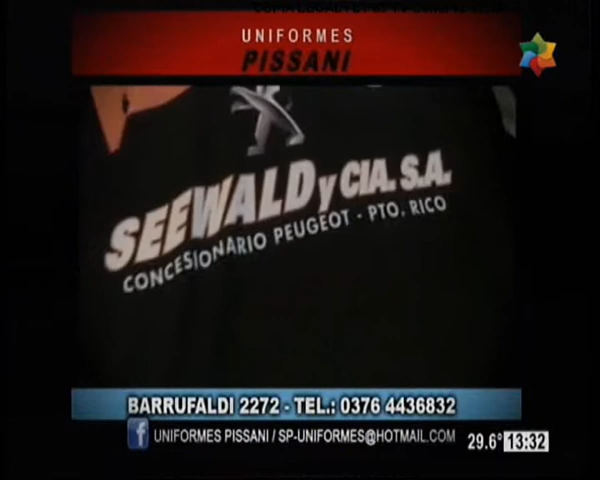 UNIFORMES
PISSANI
SEEWALD y CIA. S.A.
CONCESIONARIO PEUGEOT - PTO. RICO
BARRUFALDI 2272 - TEL.: 0376 4436832
f UNIFORMES PISSANI / SP-UNIFORMES@HOTMAIL.COM
29.6° 13:32